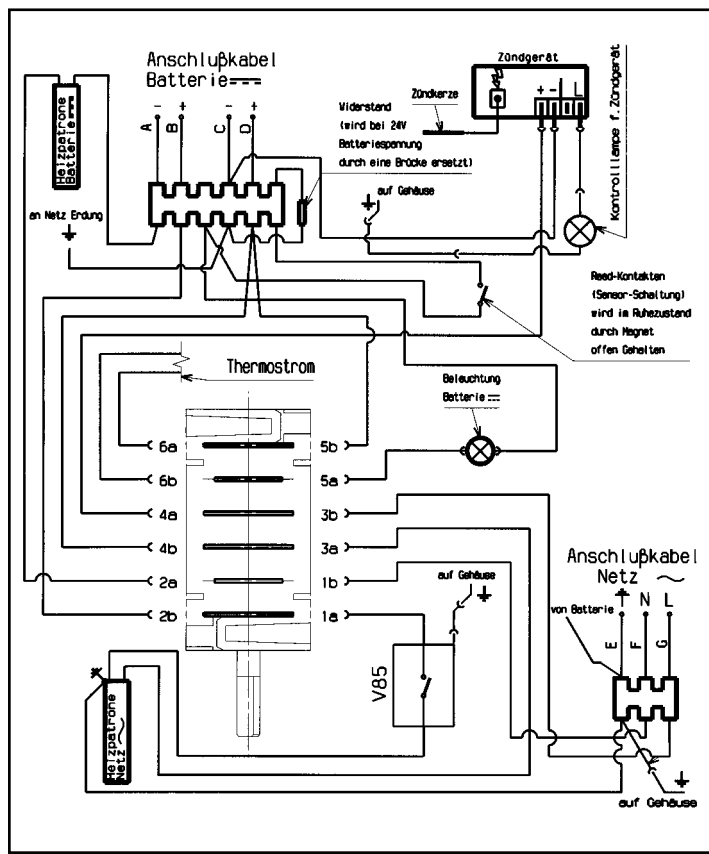 Anschlußkabel
Batterie
- + - +
A B C D
Heizpatrone
Batterie
an Netz Erdung
Widerstand
(wird bei 24V
Batteriespannung
durch eine Brücke ersetzt)
Zündkerze
Zündgerät
+ - L
Kontrolllampe f. Zündgerät
auf Gehäuse
Reed-Kontakten
(Sensor-Schaltung)
wird im Ruhezustand
durch Magnet
offen Gehalten
Thermostrom
Beleuchtung
Batterie
6a 5b
6b 5a
4a 3b
4b 3a
2a 1b
2b 1a
auf Gehäuse
V85
Anschlußkabel
Netz ~
N L
von Batterie
E F G
Heizpatrone
Netz ~
auf Gehäuse